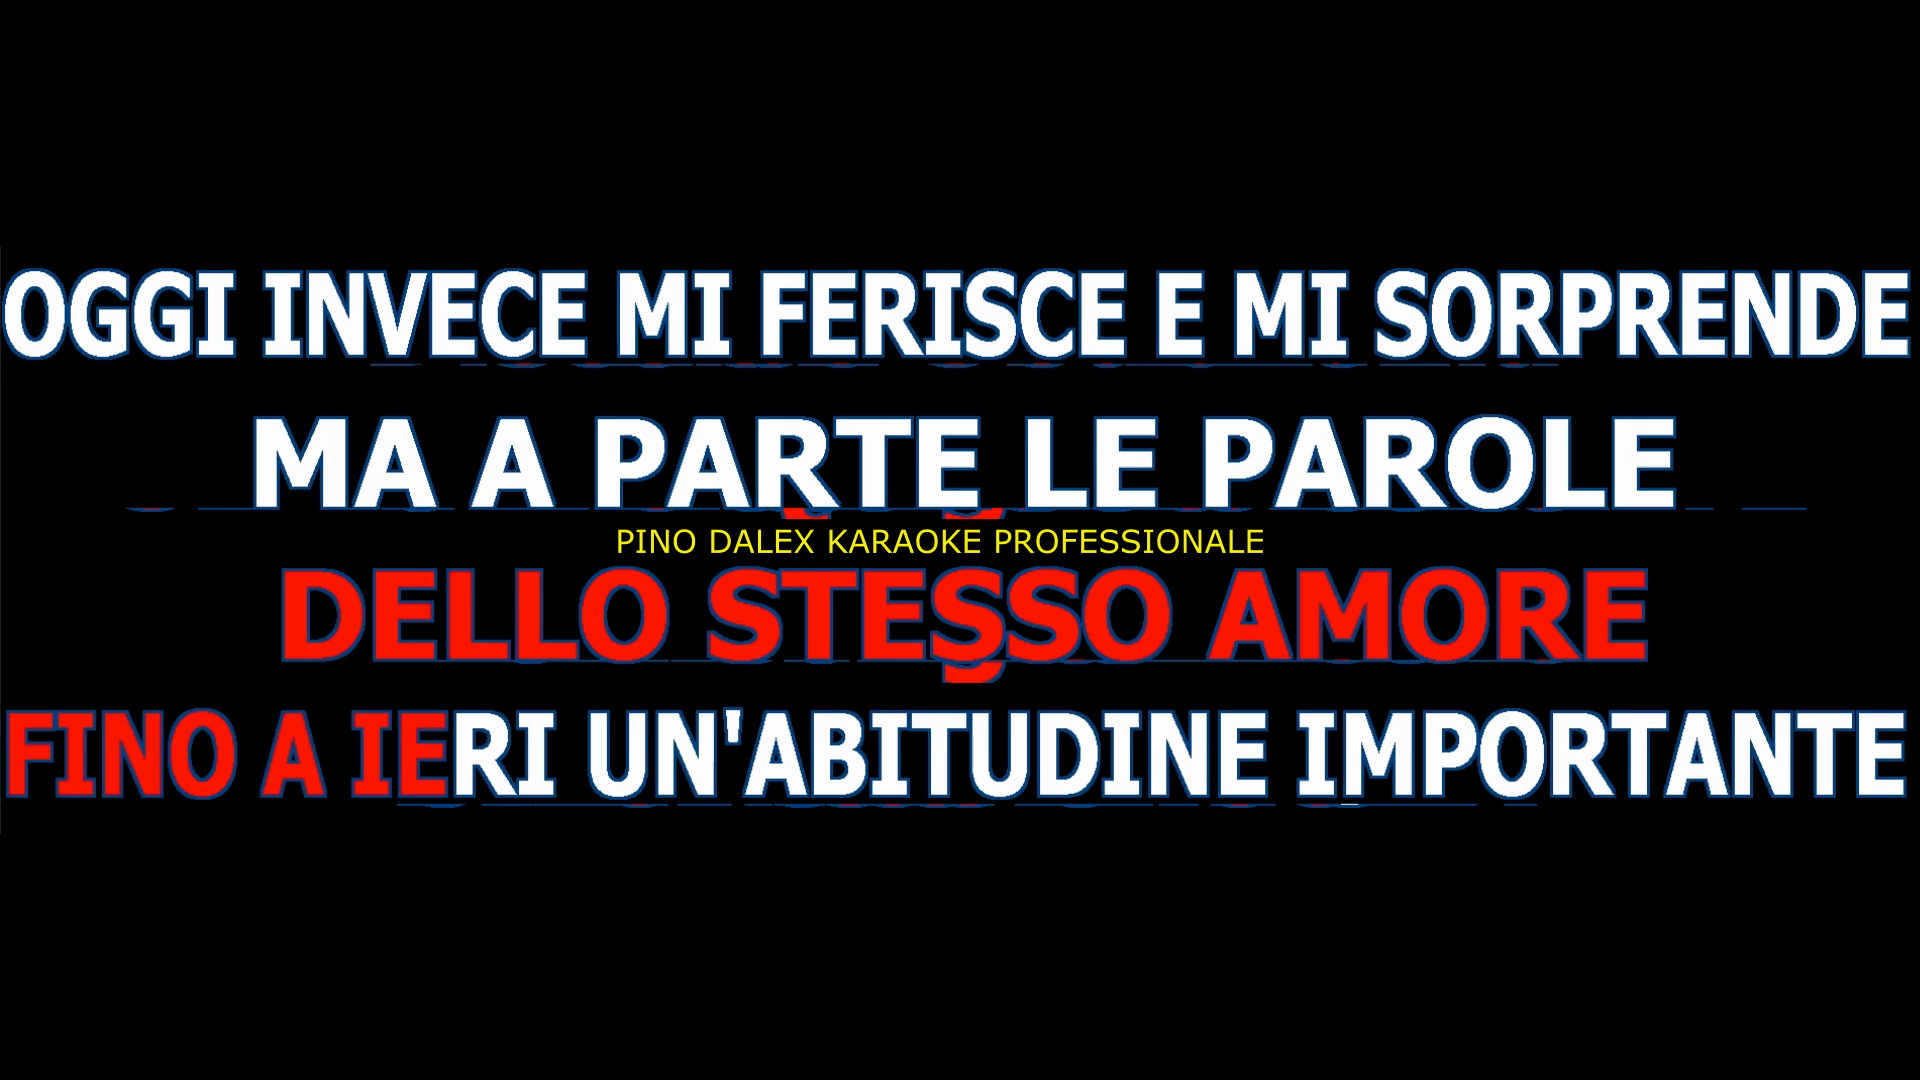 OGGI INVECE MI FERISCE E MI SORPRENDE
MA A PARTE LE PAROLE
PINO DALEX KARAOKE PROFESSIONALE
DELLO STESSO AMORE
FINO A IERI UN'ABITUDINE IMPORTANTE